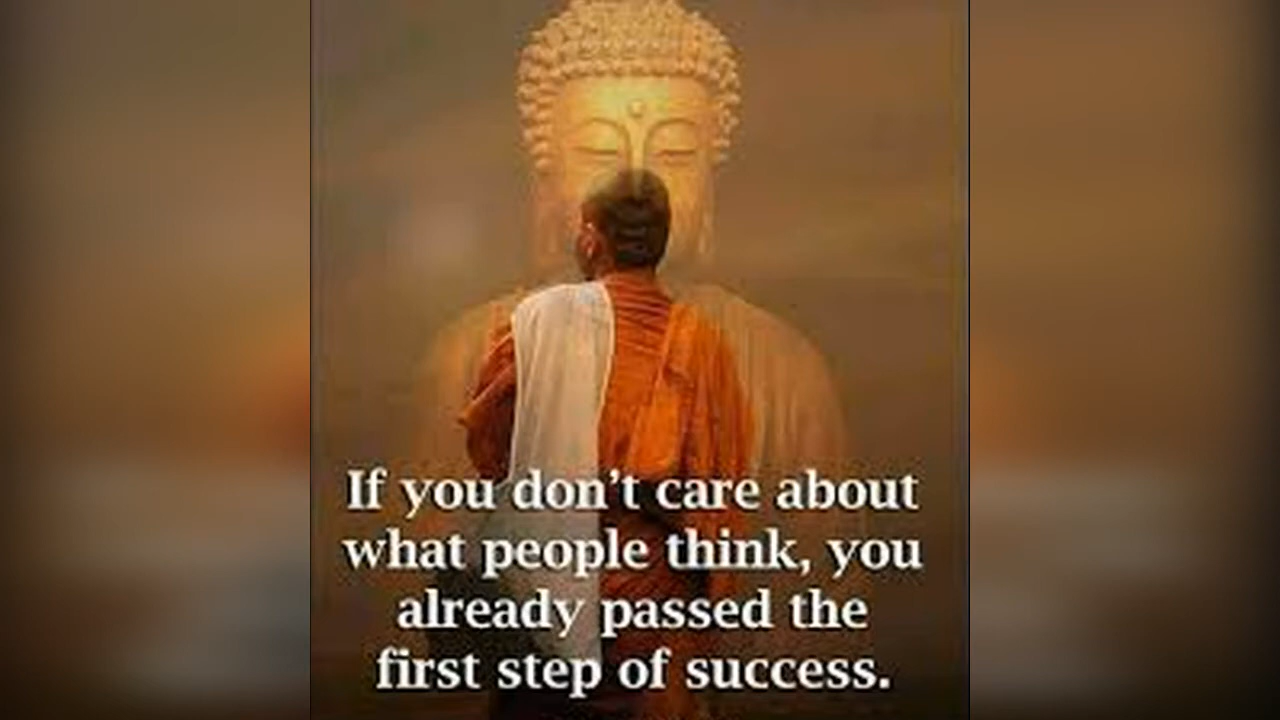 If you don't care about
what people think, you
already passed the
first step of success.